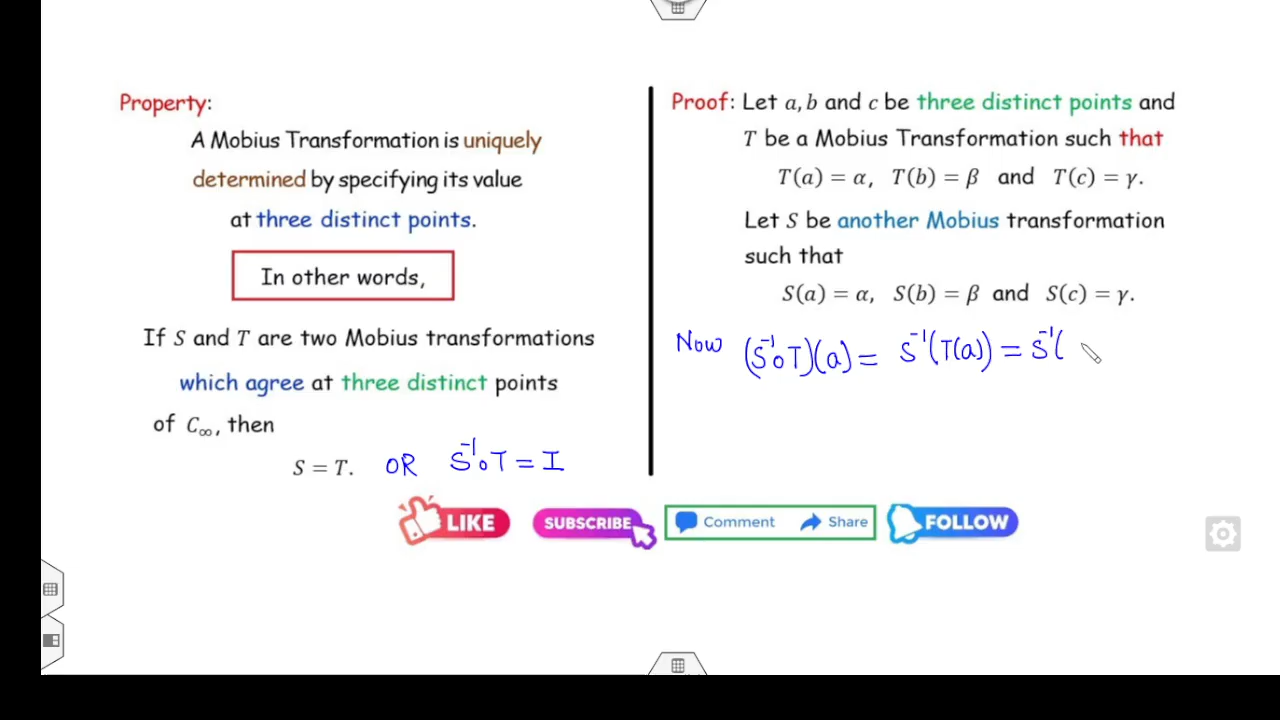 Property:
A Mobius Transformation is uniquely
determined by specifying its value
at three distinct points.
In other words,
If S and T are two Mobius transformations
which agree at three distinct points
of C∞, then
S = T. OR S⁻¹oT = I
Proof: Let a, b and c be three distinct points and
T be a Mobius Transformation such that
T(a) = α, T(b) = β and T(c) = γ.
Let S be another Mobius transformation
such that
S(a) = α, S(b) = β and S(c) = γ.
Now (S⁻¹oT)(a) = S⁻¹(T(a)) = S⁻¹(
LIKE
SUBSCRIBE
Comment Share
FOLLOW